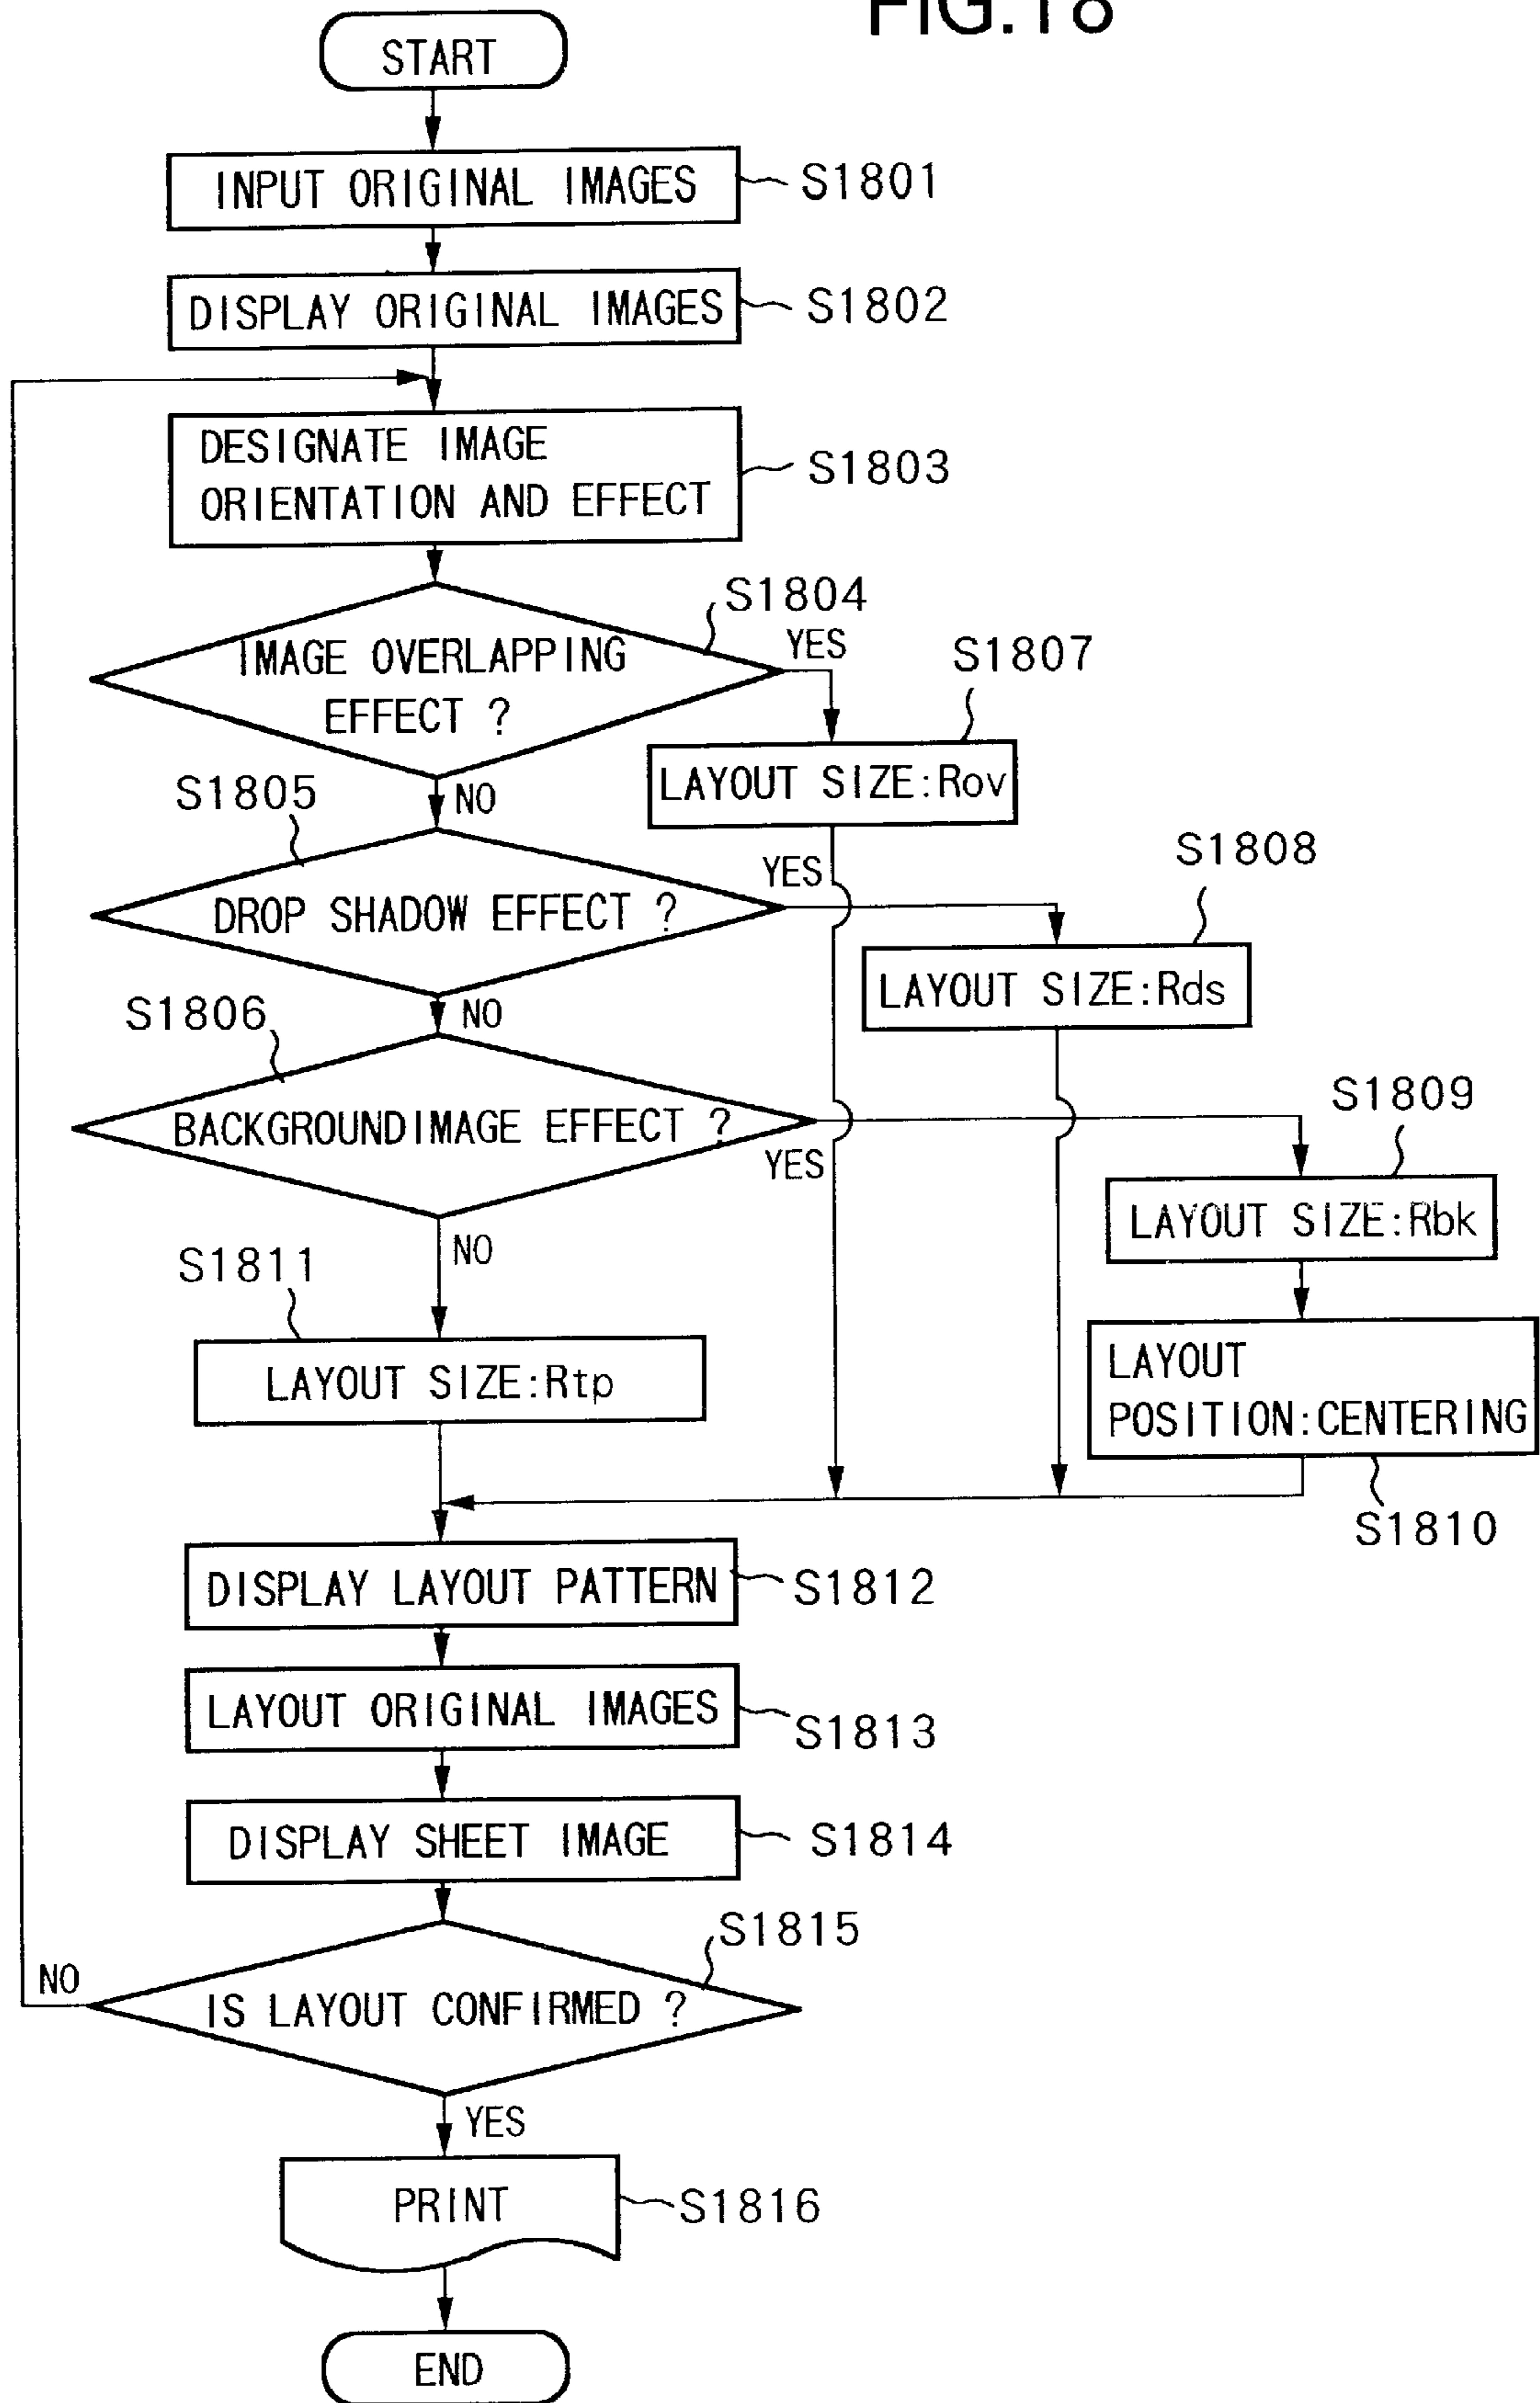 FIG.18
START
INPUT ORIGINAL IMAGES
S1801
DISPLAY ORIGINAL IMAGES
S1802
DESIGNATE IMAGE
ORIENTATION AND EFFECT
S1803
S1804
IMAGE OVERLAPPING
EFFECT ?
YES
S1807
LAYOUT SIZE:Rov
NO
S1805
DROP SHADOW EFFECT ?
YES
S1808
LAYOUT SIZE:Rds
NO
S1806
BACKGROUNDIMAGE EFFECT ?
YES
S1809
LAYOUT SIZE:Rbk
LAYOUT
POSITION:CENTERING
S1810
NO
S1811
LAYOUT SIZE:Rtp
DISPLAY LAYOUT PATTERN
S1812
LAYOUT ORIGINAL IMAGES
S1813
DISPLAY SHEET IMAGE
S1814
S1815
IS LAYOUT CONFIRMED ?
NO
YES
PRINT
S1816
END